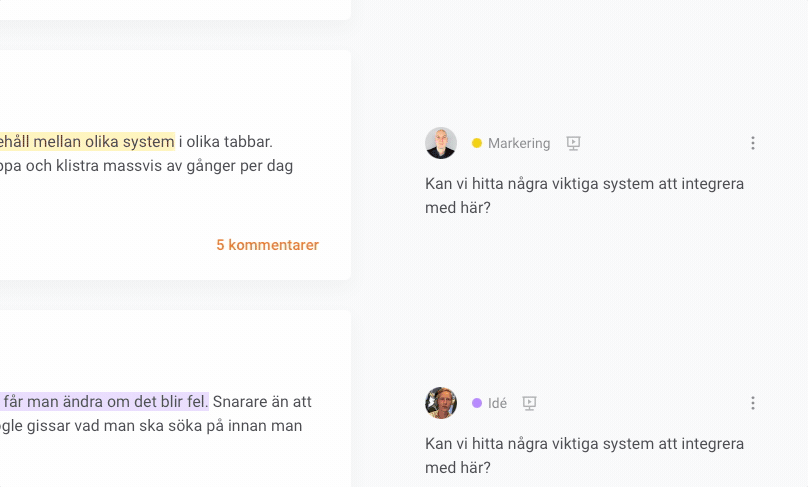 ehåll mellan olika system i olika tabbar.
ppa och klistra massvis av gånger per dag
5 kommentarer
Markering
Kan vi hitta några viktiga system att integrera
med här?
får man ändra om det blir fel. Snarare än att
ogle gissar vad man ska söka på innan man
Idé
Kan vi hitta några viktiga system att integrera
med här?